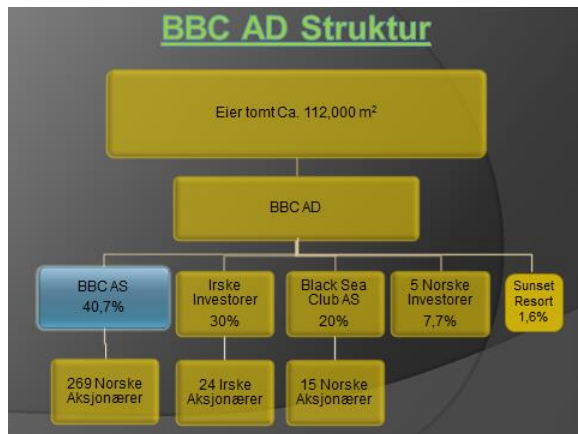 BBC AD Struktur
Eier tomt Ca. 112,000 m²
BBC AD
BBC AS
40,7%
Irske
Investorer
30%
Black Sea
Club AS
20%
5 Norske
Investorer
7,7%
Sunset
Resort
1,6%
269 Norske
Aksjonærer
24 Irske
Aksjonærer
15 Norske
Aksjonærer